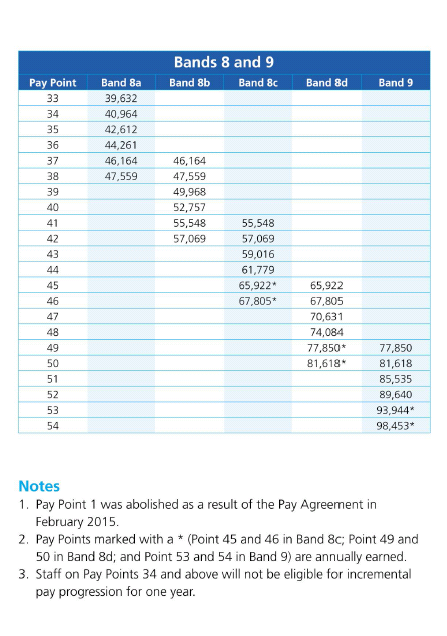 Bands 8 and 9
Pay Point Band 8a Band 8b Band 8c Band 8d Band 9
33 39,632
34 40,964
35 42,612
36 44,261
37 46,164 46,164
38 47,559 47,559
39 49,968
40 52,757
41 55,548 55,548
42 57,069 57,069
43 59,016
44 61,779
45 65,922* 65,922
46 67,805* 67,805
47 70,631
48 74,084
49 77,850* 77,850
50 81,618* 81,618
51 85,535
52 89,640
53 93,944*
54 98,453*
Notes
1. Pay Point 1 was abolished as a result of the Pay Agreement in
February 2015.
2. Pay Points marked with a * (Point 45 and 46 in Band 8c; Point 49 and
50 in Band 8d; and Point 53 and 54 in Band 9) are annually earned.
3. Staff on Pay Points 34 and above will not be eligible for incremental
pay progression for one year.